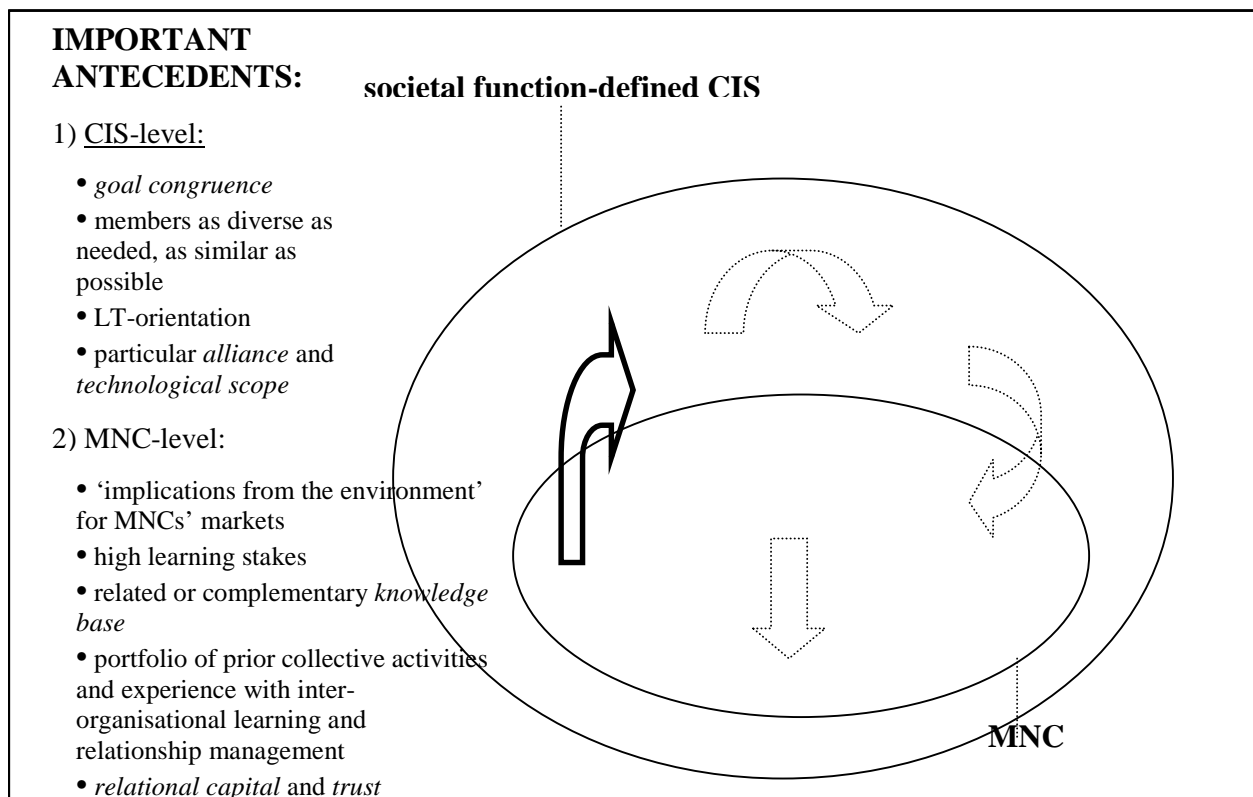 IMPORTANT
ANTECEDENTS:
societal function-defined CIS
1) CIS-level:
• goal congruence
• members as diverse as
needed, as similar as
possible
• LT-orientation
• particular alliance and
technological scope
2) MNC-level:
• ‘implications from the environment’
for MNCs’ markets
• high learning stakes
• related or complementary knowledge
base
• portfolio of prior collective activities
and experience with inter-
organisational learning and
relationship management
• relational capital and trust
MNC